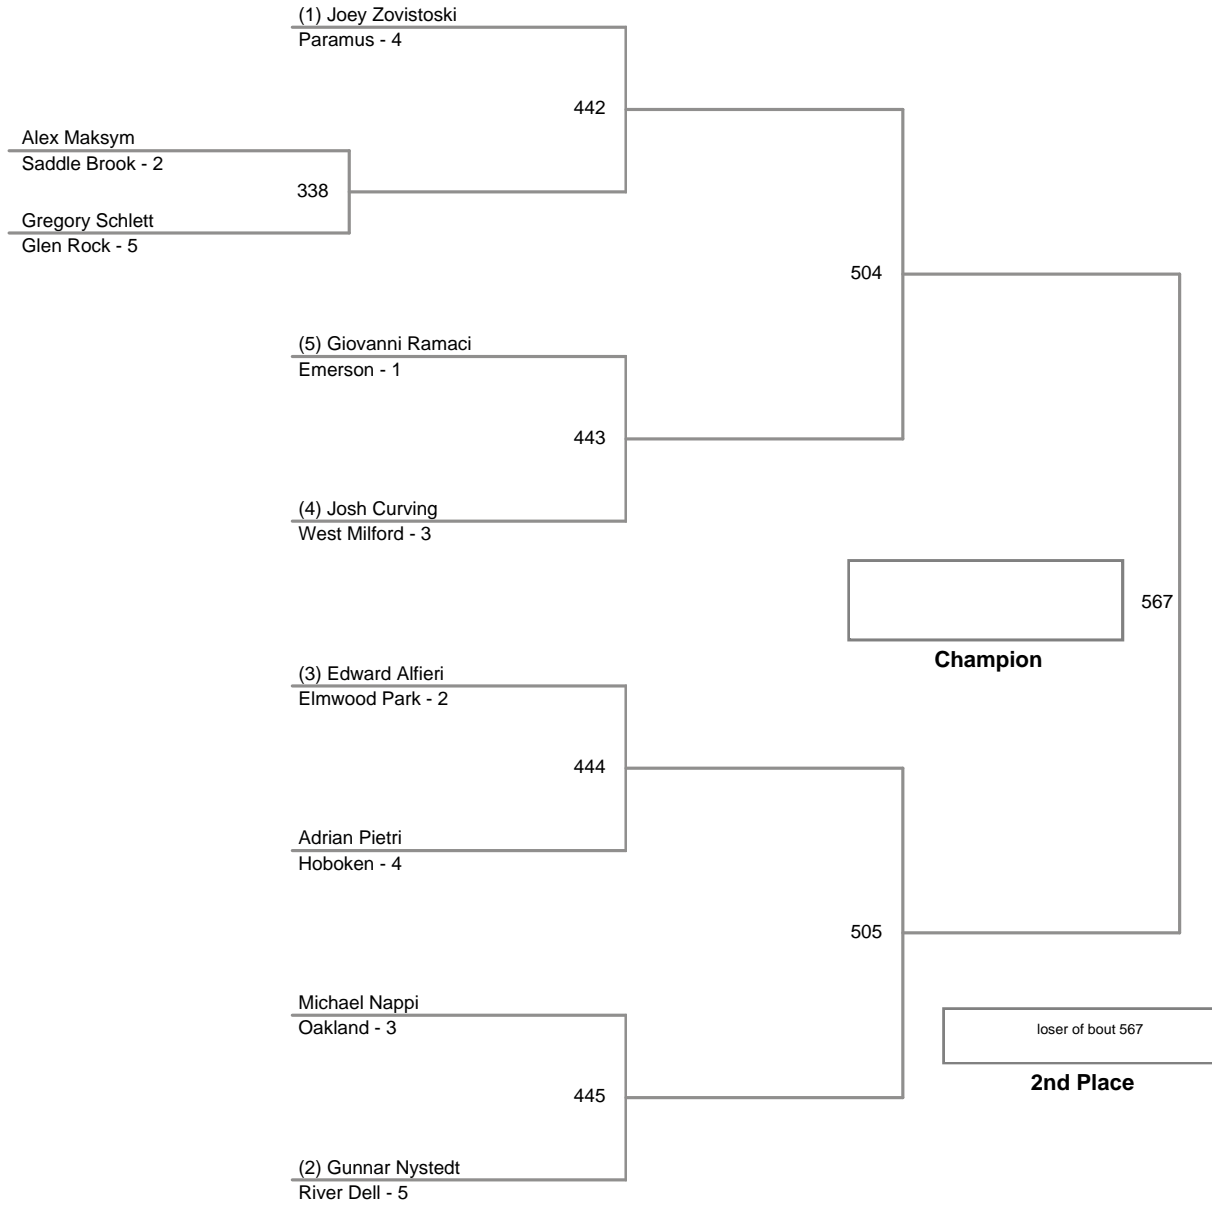 (1) Joey Zovistoski
Paramus - 4
442
Alex Maksym
Saddle Brook - 2
338
Gregory Schlett
Glen Rock - 5
504
(5) Giovanni Ramaci
Emerson - 1
443
(4) Josh Curving
West Milford - 3
567
Champion
(3) Edward Alfieri
Elmwood Park - 2
444
Adrian Pietri
Hoboken - 4
505
Michael Nappi
Oakland - 3
loser of bout 567
2nd Place
445
(2) Gunnar Nystedt
River Dell - 5